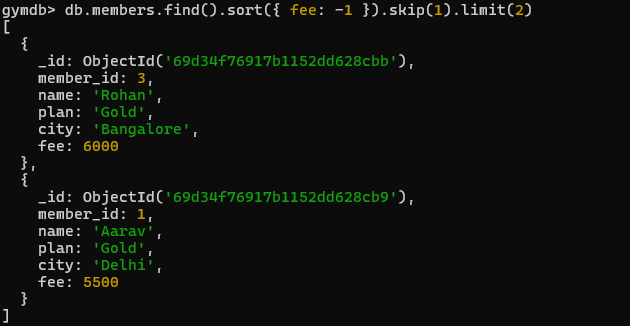 gymdb> db.members.find().sort({ fee: -1 }).skip(1).limit(2)
[
  {
    _id: ObjectId('69d34f76917b1152dd628cbb'),
    member_id: 3,
    name: 'Rohan',
    plan: 'Gold',
    city: 'Bangalore',
    fee: 6000
  },
  {
    _id: ObjectId('69d34f76917b1152dd628cb9'),
    member_id: 1,
    name: 'Aarav',
    plan: 'Gold',
    city: 'Delhi',
    fee: 5500
  }
]